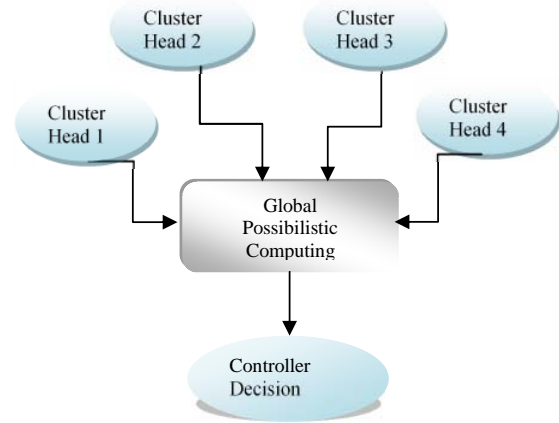 Cluster
Head 2
Cluster
Head 3
Cluster
Head 1
Cluster
Head 4
Global
Possibilistic
Computing
Controller
Decision